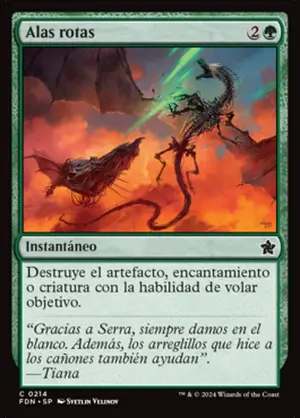 Alas rotas 2
Instantáneo
Destruye el artefacto, encantamiento
o criatura con la habilidad de volar
objetivo.
“Gracias a Serra, siempre damos en el
blanco. Además, los arreglillos que hice a
los cañones también ayudan”.
—Tiana
C 0214
FDN • SP Svetlin Velinov
™ & © 2024 Wizards of the Coast